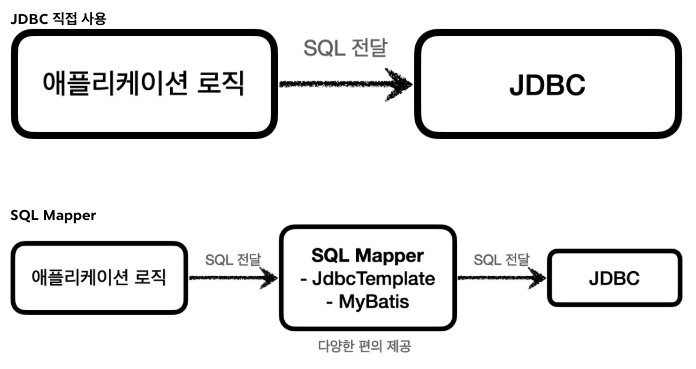 JDBC 직접 사용
SQL 전달
애플리케이션 로직
JDBC
SQL Mapper
애플리케이션 로직
SQL 전달
SQL Mapper
- JdbcTemplate
- MyBatis
SQL 전달
JDBC
다양한 편의 제공